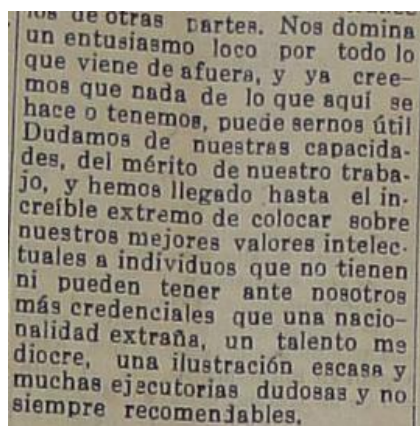 los de otras partes. Nos domina
un entusiasmo loco por todo lo
que viene de afuera, y ya cree-
mos que nada de lo que aquí se
hace o tenemos, puede sernos útil
Dudamos de nuestras capacida-
des, del mérito de nuestro traba-
jo, y hemos llegado hasta el in-
creíble extremo de colocar sobre
nuestros mejores valores intelec-
tuales a individuos que no tienen
ni pueden tener ante nosotros
más credenciales que una nacio-
nalidad extraña, un talento me
diocre, una ilustración escasa y
muchas ejecutorias dudosas y no
siempre recomendables.